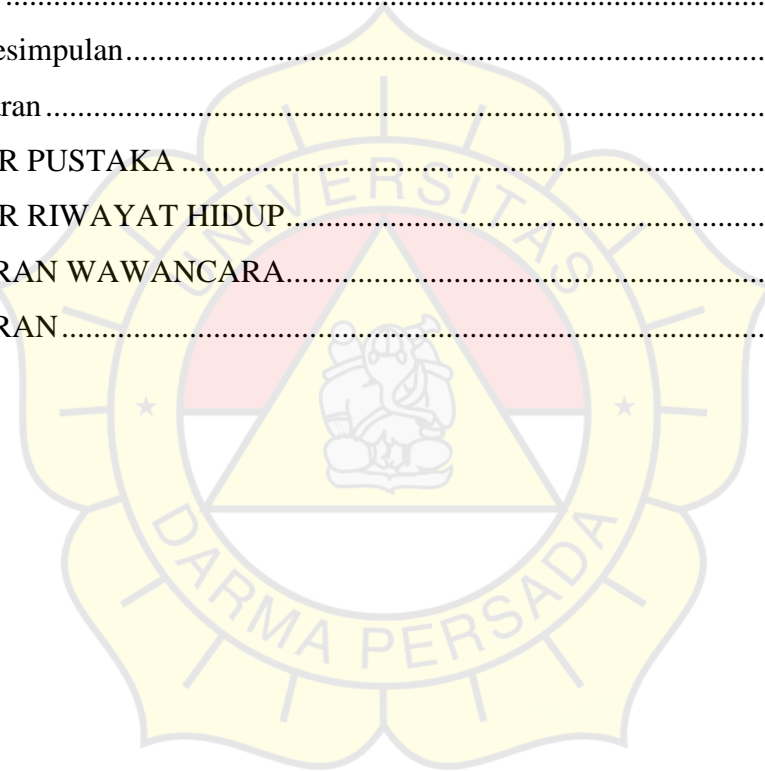 ................................................................................
esimpulan................................................................................
aran................................................................................
R PUSTAKA ................................................................................
R RIWAYAT HIDUP................................................................................
RAN WAWANCARA................................................................................
RAN................................................................................
UNIVERSITAS
DARMA PERSADA